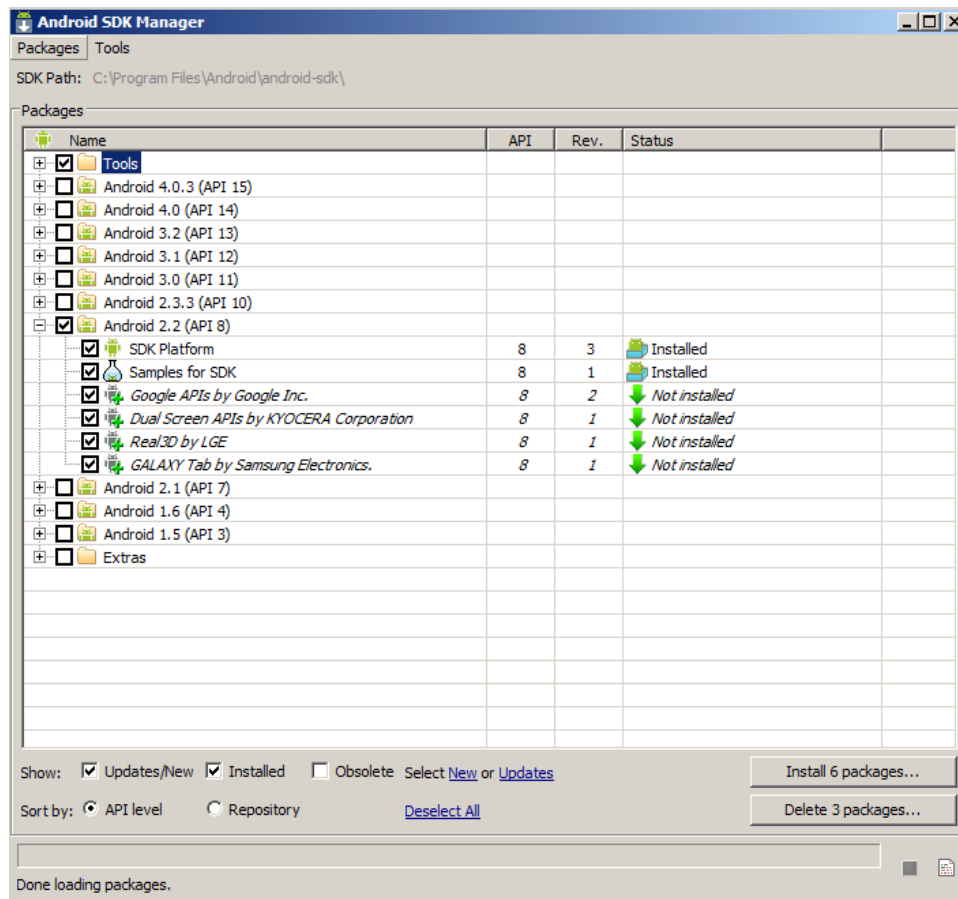 Android SDK Manager
Packages Tools
SDK Path: C:\Program Files\Android\android-sdk\
Packages
Name API Rev. Status
Tools
Android 4.0.3 (API 15)
Android 4.0 (API 14)
Android 3.2 (API 13)
Android 3.1 (API 12)
Android 3.0 (API 11)
Android 2.3.3 (API 10)
Android 2.2 (API 8)
SDK Platform 8 3 Installed
Samples for SDK 8 1 Installed
Google APIs by Google Inc. 8 2 Not installed
Dual Screen APIs by KYOCERA Corporation 8 1 Not installed
Real3D by LGE 8 1 Not installed
GALAXY Tab by Samsung Electronics. 8 1 Not installed
Android 2.1 (API 7)
Android 1.6 (API 4)
Android 1.5 (API 3)
Extras
Show: Updates/New Installed Obsolete Select New or Updates Install 6 packages...
Sort by: API level Repository Deselect All Delete 3 packages...
Done loading packages.